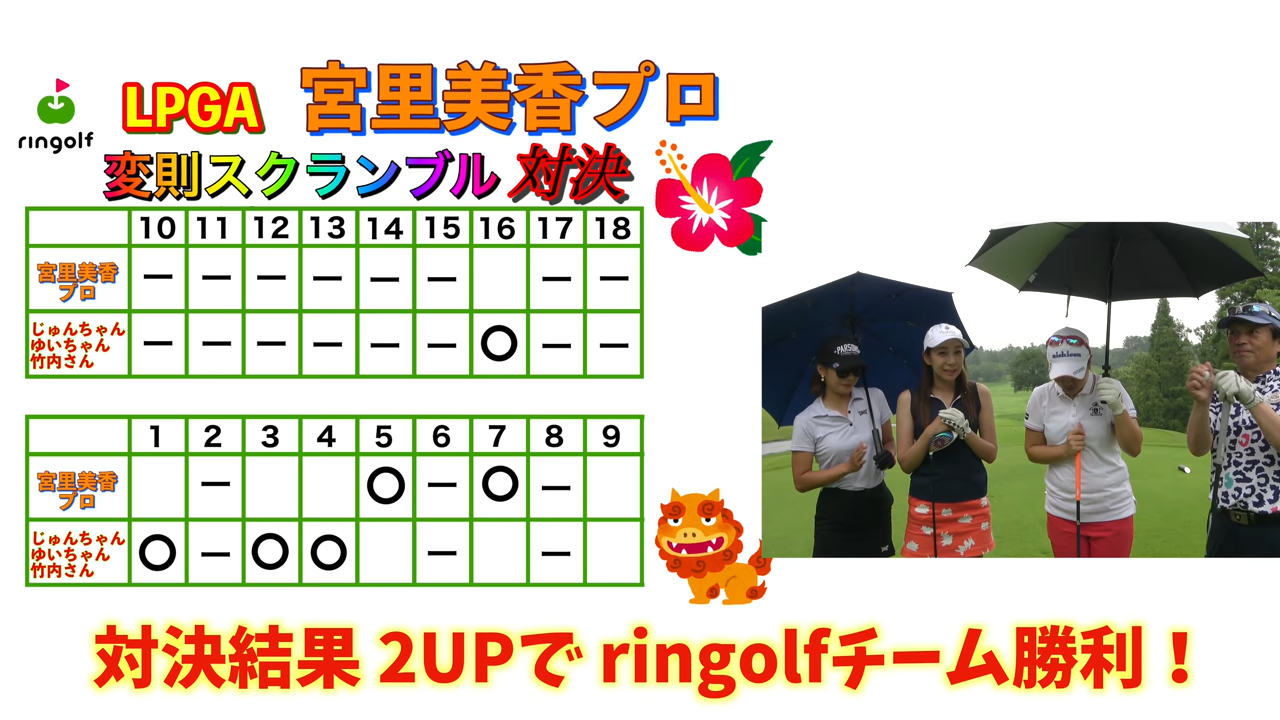 LPGA 宮里美香プロ
ringolf
変則スクランブル 対決
10 11 12 13 14 15 16 17 18
宮里美香
プロ
ー ー ー ー ー ー ー ー
じゅんちゃん
ゆいちゃん
竹内さん
ー ー ー ー ー ー ○ ー ー
1 2 3 4 5 6 7 8 9
宮里美香
プロ
ー ○ ー ○ ー
じゅんちゃん
ゆいちゃん
竹内さん
○ ー ○ ○ ー ー
PARSONS
nichicon
対決結果 2UPで ringolfチーム勝利！